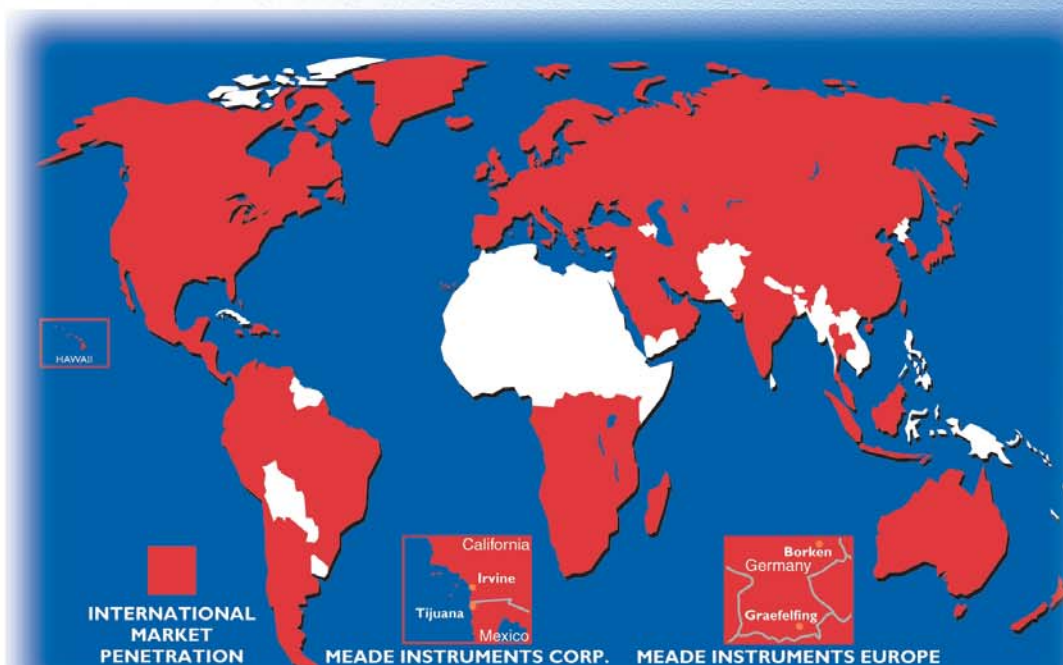 HAWAII
INTERNATIONAL
MARKET
PENETRATION
California
Irvine
Tijuana
Mexico
MEADE INSTRUMENTS CORP.
Borken
Germany
Graefelfing
MEADE INSTRUMENTS EUROPE